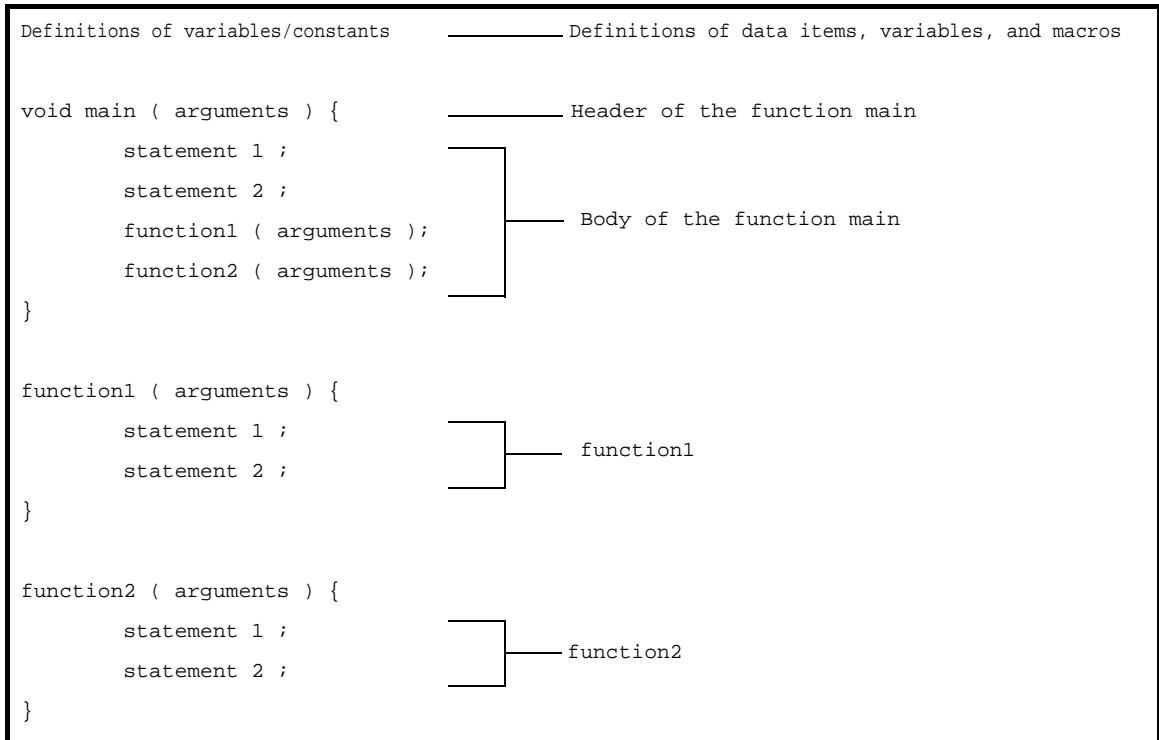 Definitions of variables/constants Definitions of data items, variables, and macros
void main ( arguments ) { Header of the function main
statement 1 ;
statement 2 ;
Body of the function main
function1 ( arguments );
function2 ( arguments );
}
function1 ( arguments ) {
statement 1 ;
function1
statement 2 ;
}
function2 ( arguments ) {
statement 1 ;
function2
statement 2 ;
}